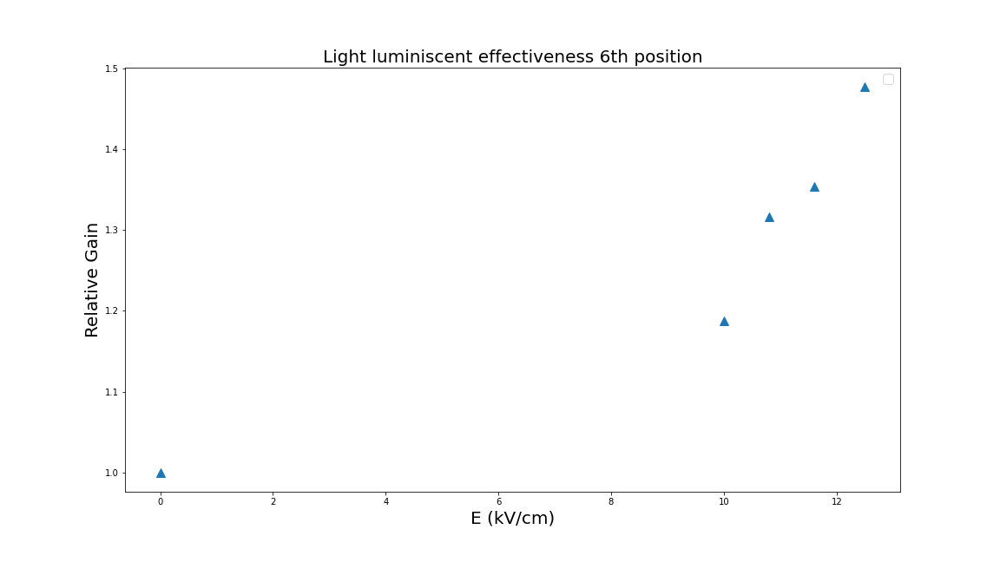 Light luminiscent effectiveness 6th position
1.5
1.4
1.3
1.2
1.1
1.0
Relative Gain
0 2 4 6 8 10 12
E (kV/cm)